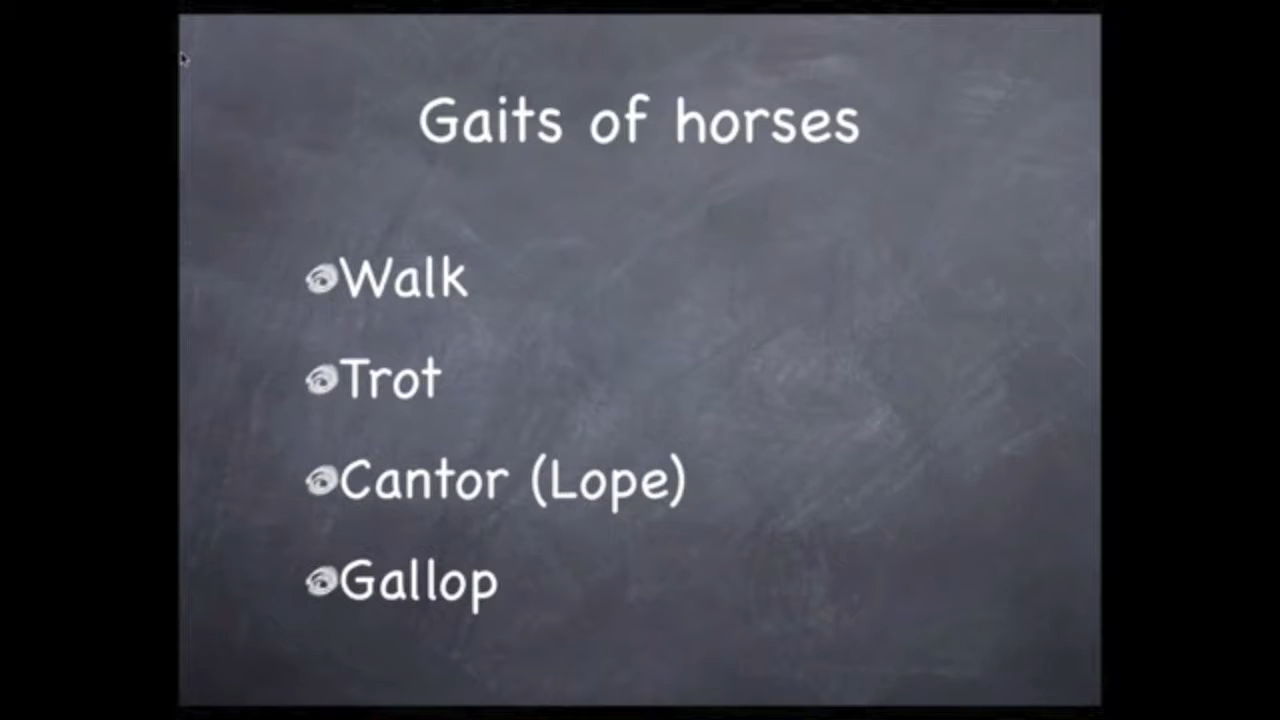 Gaits of horses
Walk
Trot
Cantor (Lope)
Gallop